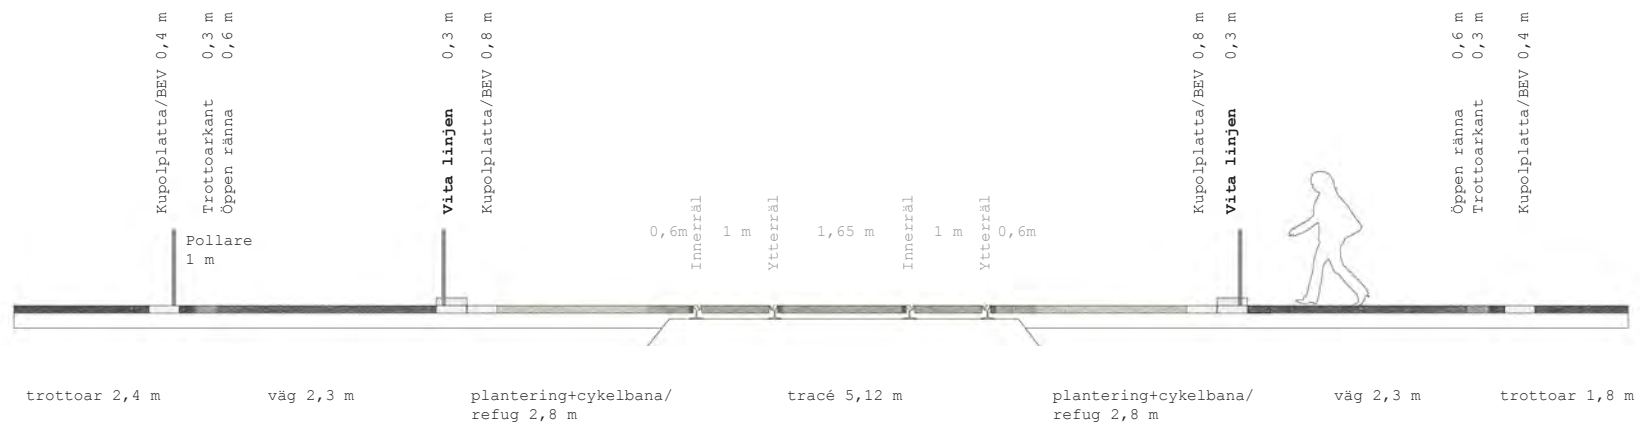 Kupolplatta/BEV 0,4 m
Trottoarkant 0,3 m
Öppen ränna 0,6 m
Vita linjen 0,3 m
Kupolplatta/BEV 0,8 m
Kupolplatta/BEV 0,8 m
Vita linjen 0,3 m
Öppen ränna 0,6 m
Trottoarkant 0,3 m
Kupolplatta/BEV 0,4 m
Pollare
1 m
0,6m
Innerräl
1 m
Ytterräl
1,65 m
Innerräl
1 m
Ytterräl
0,6m
trottoar 2,4 m
väg 2,3 m
plantering+cykelbana/
refug 2,8 m
tracé 5,12 m
plantering+cykelbana/
refug 2,8 m
väg 2,3 m
trottoar 1,8 m